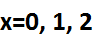 x=0, 1, 2